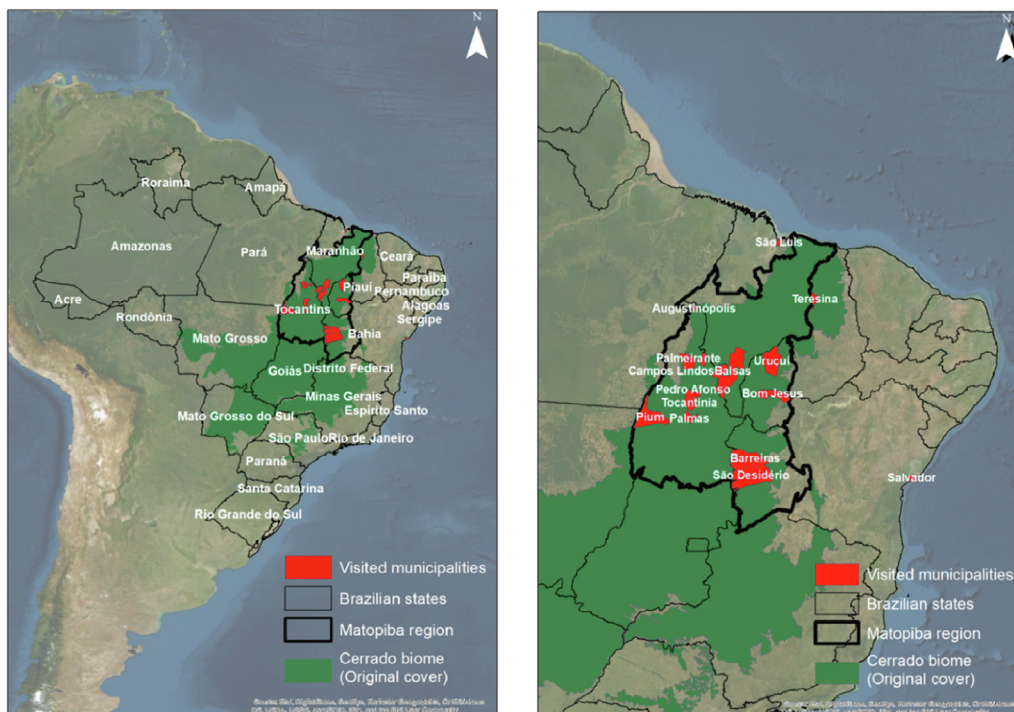 N
Roraima
Amapá
Amazonas
Pará
Maranhão
Ceará
Paraíba
Piauí
Pernambuco
Acre
Alagoas
Tocantins
Sergipe
Rondônia
Mato Grosso
Bahia
Distrito Federal
Goiás
Minas Gerais
Espírito Santo
Mato Grosso do Sul
São Paulo
Rio de Janeiro
Paraná
Santa Catarina
Rio Grande do Sul
Visited municipalities
Brazilian states
Matopiba region
Cerrado biome
(Original cover)
N
São Luis
Teresina
Augustinópolis
Palmeirante
Uruçuí
Campos Lindos
Balsas
Pedro Afonso
Bom Jesus
Tocantínia
Pium
Palmas
Barreiras
São Desidério
Salvador
Visited municipalities
Brazilian states
Matopiba region
Cerrado biome
(Original cover)